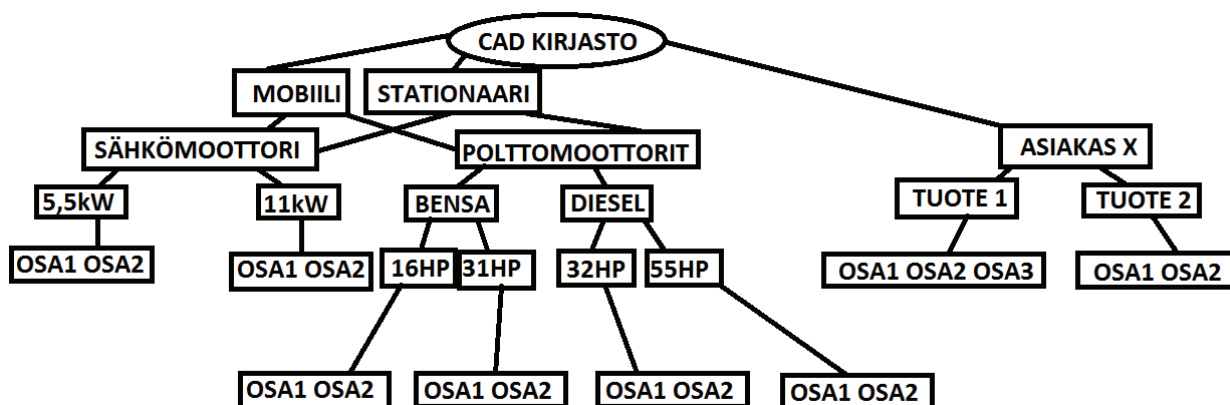 CAD KIRJASTO
MOBIILI
STATIONAARI
SÄHKÖMOOTTORI
POLTTOMOOTTORIT
ASIAKAS X
5,5kW
11kW
BENSA
DIESEL
TUOTE 1
TUOTE 2
OSA1 OSA2
OSA1 OSA2
16HP
31HP
32HP
55HP
OSA1 OSA2 OSA3
OSA1 OSA2
OSA1 OSA2
OSA1 OSA2
OSA1 OSA2
OSA1 OSA2